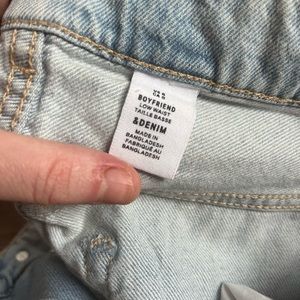 BOYFRIEND
LOW WAIST
TAILLE BASSE
&DENIM
MADE IN
BANGLADESH
FABRIQUÉ AU
BANGLADESH